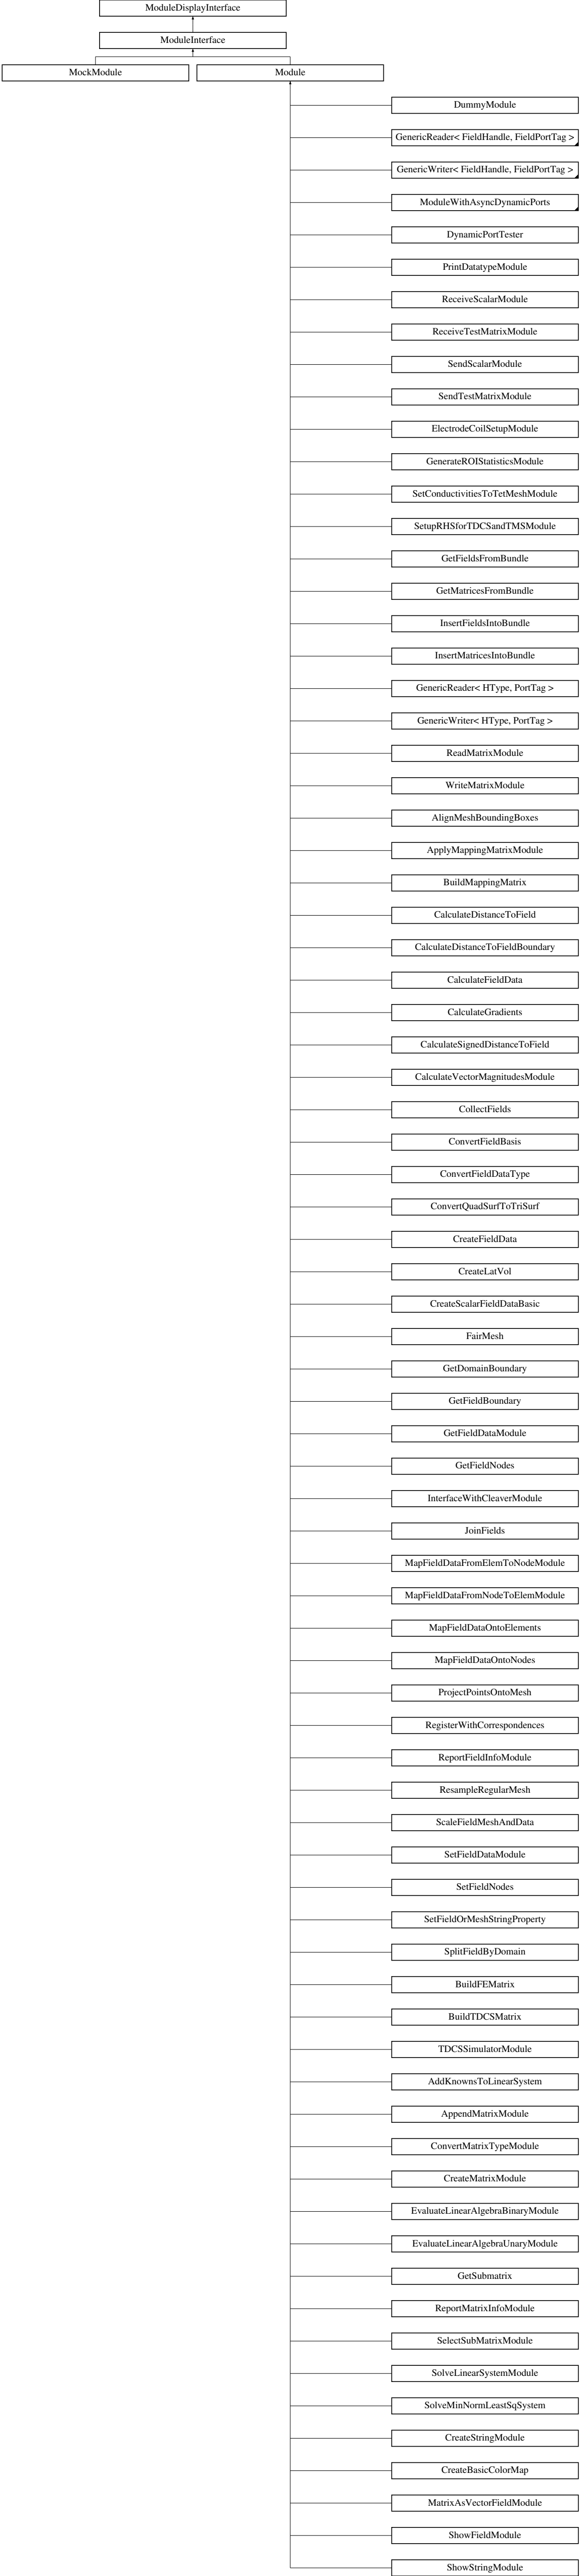 ModuleDisplayInterface
ModuleInterface
MockModule
Module
DummyModule
GenericReader< FieldHandle, FieldPortTag >
GenericWriter< FieldHandle, FieldPortTag >
ModuleWithAsyncDynamicPorts
DynamicPortTester
PrintDatatypeModule
ReceiveScalarModule
ReceiveTestMatrixModule
SendScalarModule
SendTestMatrixModule
ElectrodeCoilSetupModule
GenerateROIStatisticsModule
SetConductivitiesToTetMeshModule
SetupRHSforTDCSandTMSModule
GetFieldsFromBundle
GetMatricesFromBundle
InsertFieldsIntoBundle
InsertMatricesIntoBundle
GenericReader< HType, PortTag >
GenericWriter< HType, PortTag >
ReadMatrixModule
WriteMatrixModule
AlignMeshBoundingBoxes
ApplyMappingMatrixModule
BuildMappingMatrix
CalculateDistanceToField
CalculateDistanceToFieldBoundary
CalculateFieldData
CalculateGradients
CalculateSignedDistanceToField
CalculateVectorMagnitudesModule
CollectFields
ConvertFieldBasis
ConvertFieldDataType
ConvertQuadSurfToTriSurf
CreateFieldData
CreateLatVol
CreateScalarFieldDataBasic
FairMesh
GetDomainBoundary
GetFieldBoundary
GetFieldDataModule
GetFieldNodes
InterfaceWithCleaverModule
JoinFields
MapFieldDataFromElemToNodeModule
MapFieldDataFromNodeToElemModule
MapFieldDataOntoElements
MapFieldDataOntoNodes
ProjectPointsOntoMesh
RegisterWithCorrespondences
ReportFieldInfoModule
ResampleRegularMesh
ScaleFieldMeshAndData
SetFieldDataModule
SetFieldNodes
SetFieldOrMeshStringProperty
SplitFieldByDomain
BuildFEMatrix
BuildTDCSMatrix
TDCSSimulatorModule
AddKnownsToLinearSystem
AppendMatrixModule
ConvertMatrixTypeModule
CreateMatrixModule
EvaluateLinearAlgebraBinaryModule
EvaluateLinearAlgebraUnaryModule
GetSubmatrix
ReportMatrixInfoModule
SelectSubMatrixModule
SolveLinearSystemModule
SolveMinNormLeastSqSystem
CreateStringModule
CreateBasicColorMap
MatrixAsVectorFieldModule
ShowFieldModule
ShowStringModule